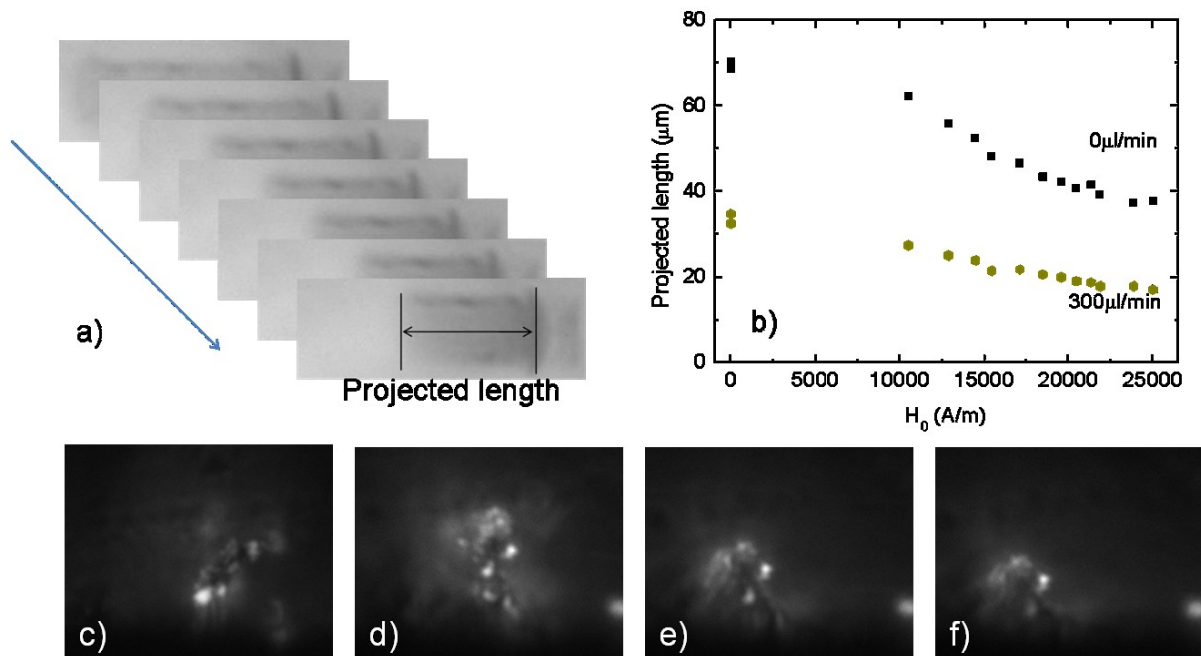 a)
Projected length
80
60
40
20
0
Projected length (μm)
0μl/min
300μl/min
b)
0 5000 10000 15000 20000 25000
H₀ (A/m)
c)
d)
e)
f)